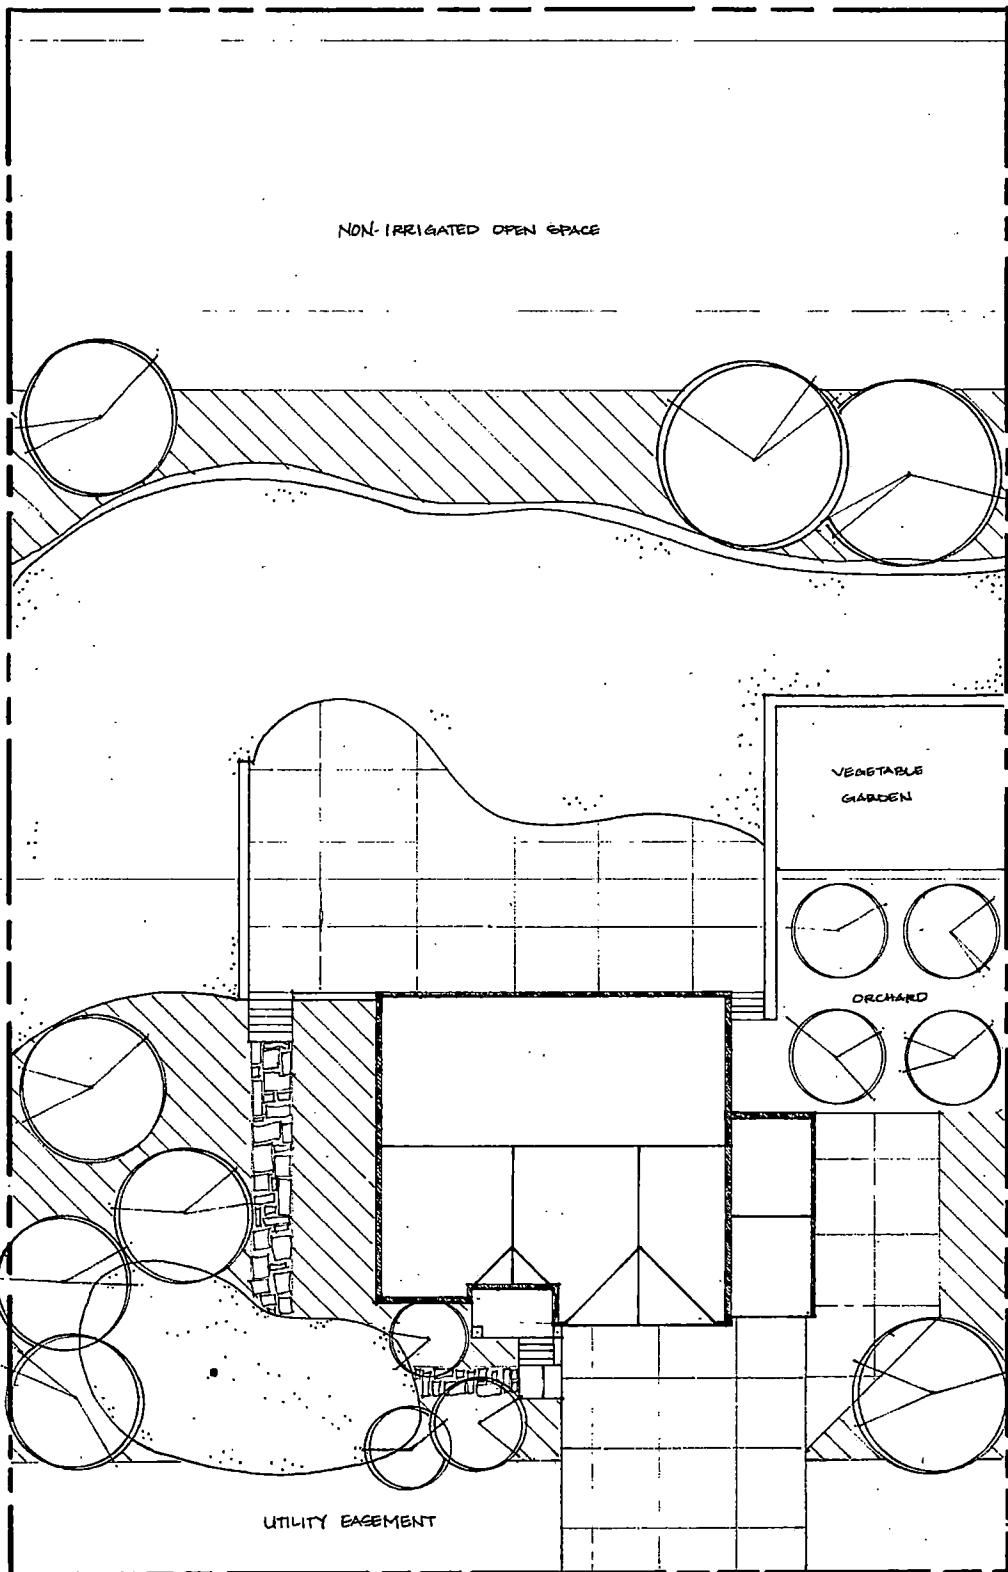 NON-IRRIGATED OPEN SPACE
VEGETABLE
GARDEN
ORCHARD
UTILITY EASEMENT